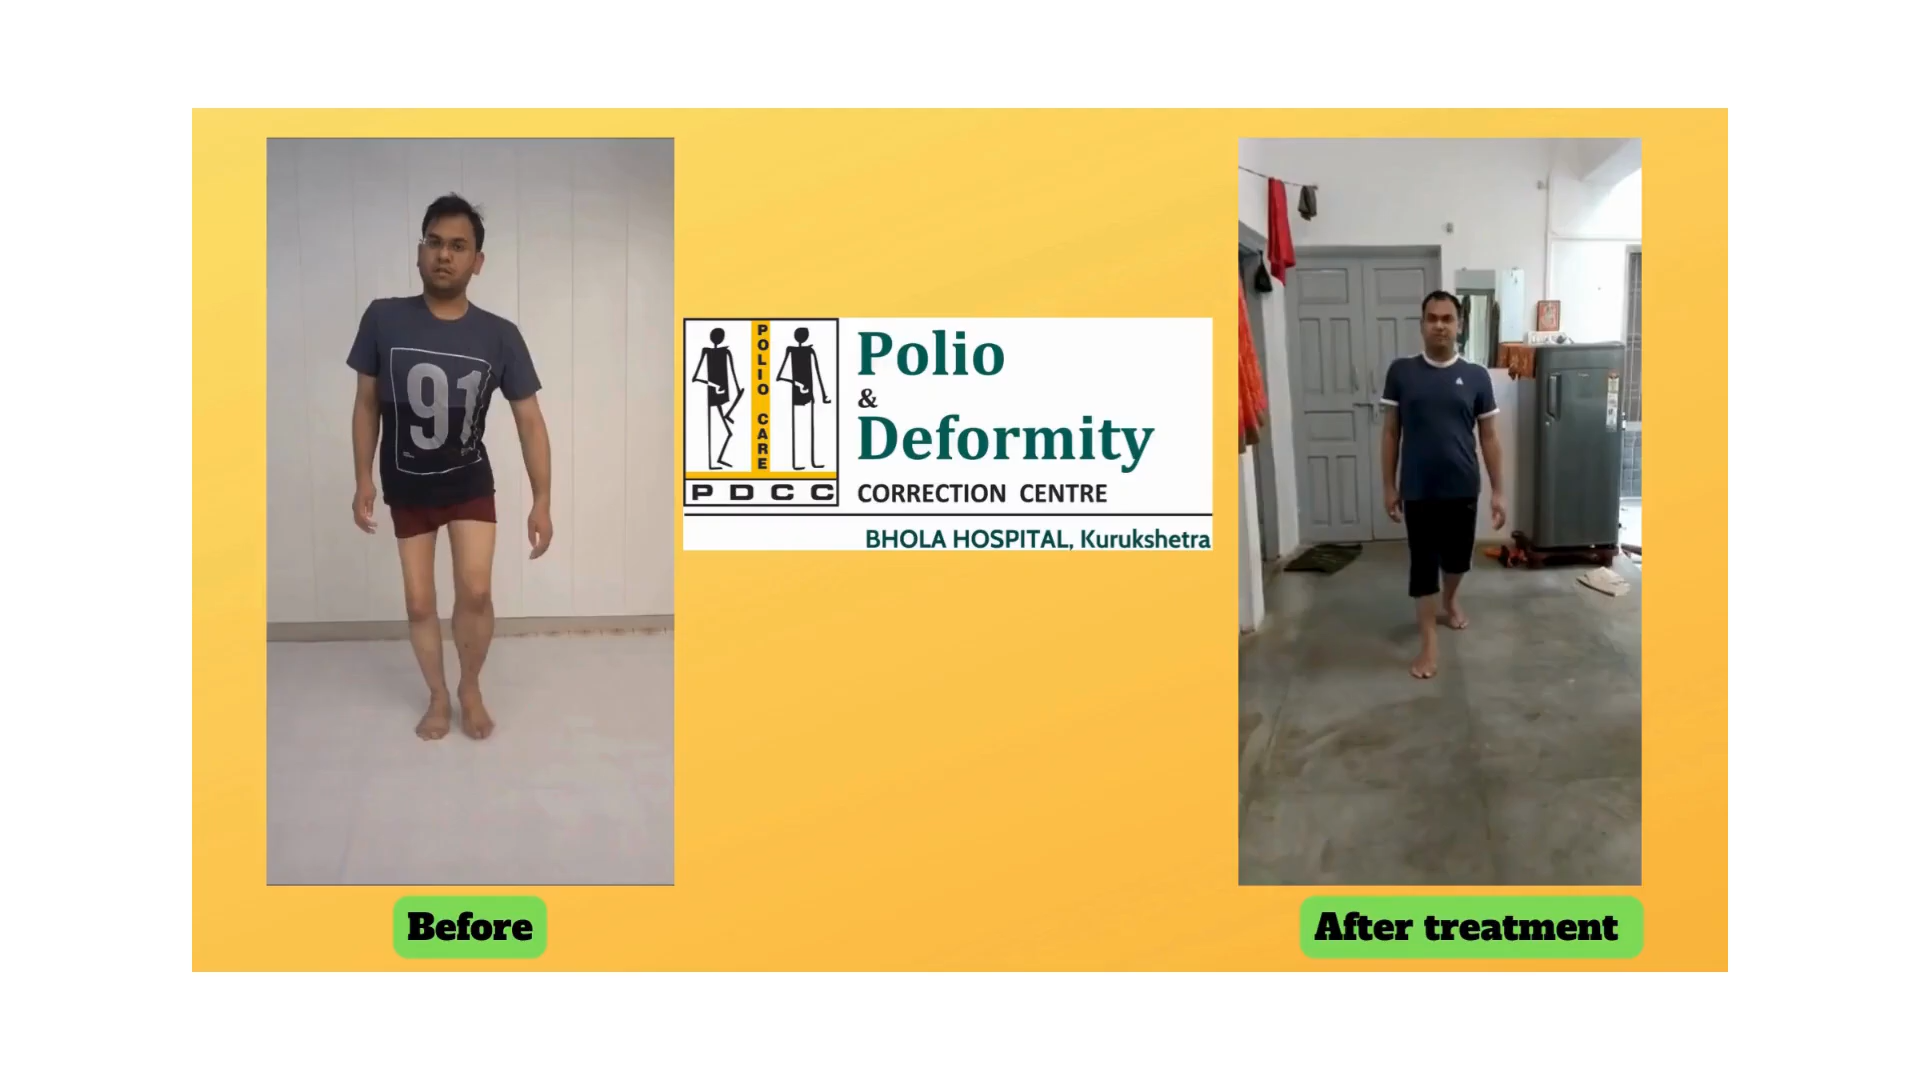 91
POLIO CARE
PDCC
Polio
&
Deformity
CORRECTION CENTRE
BHOLA HOSPITAL, Kurukshetra
Before
After treatment